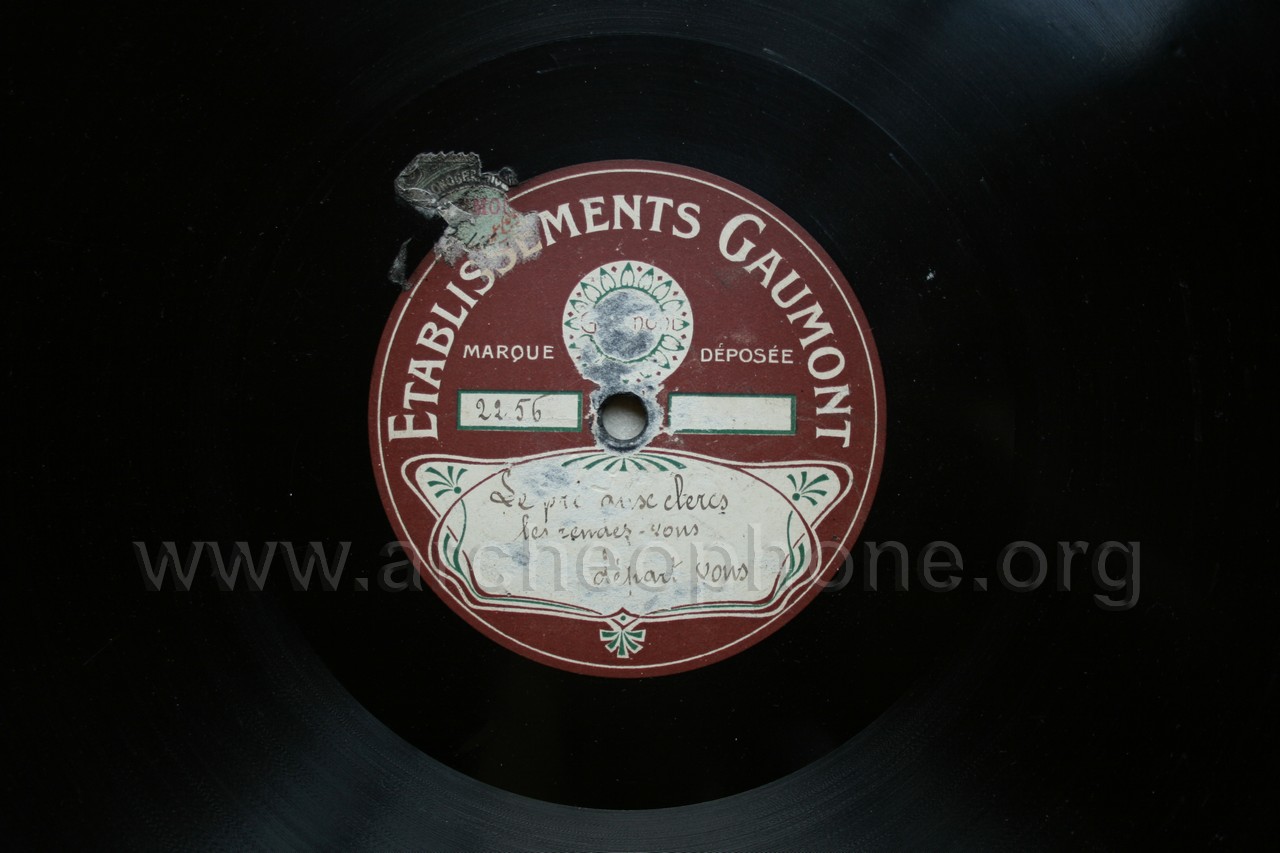 ETABLISSEMENTS GAUMONT
MARQUE DÉPOSÉE
2256
Le pré aux clercs
les rendez-vous
départ vous
www.archeophone.org